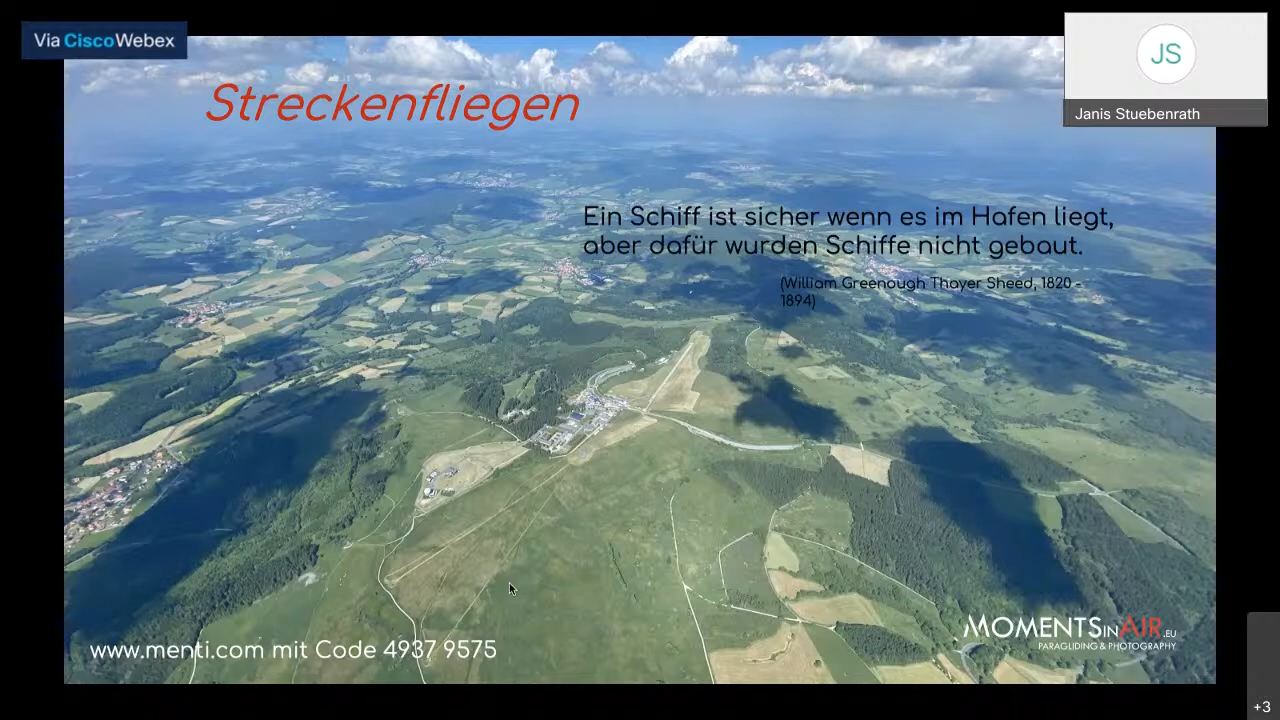 Via Cisco Webex
JS
Janis Stuebenrath
Streckenfliegen
Ein Schiff ist sicher wenn es im Hafen liegt,
aber dafür wurden Schiffe nicht gebaut.
(William Greenough Thayer Sheed, 1820 -
1894)
www.menti.com mit Code 4937 9575
MOMENTSINAIR.EU
PARAGLIDING & PHOTOGRAPHY
+3